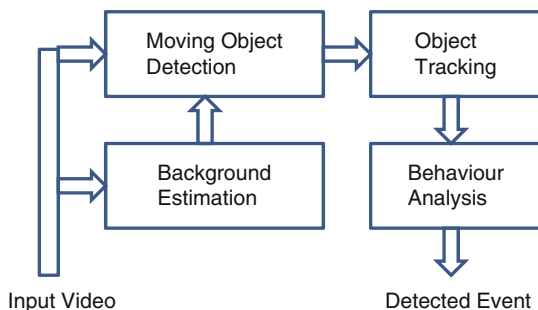 Moving Object
Detection
Object
Tracking
Background
Estimation
Behaviour
Analysis
Input Video
Detected Event